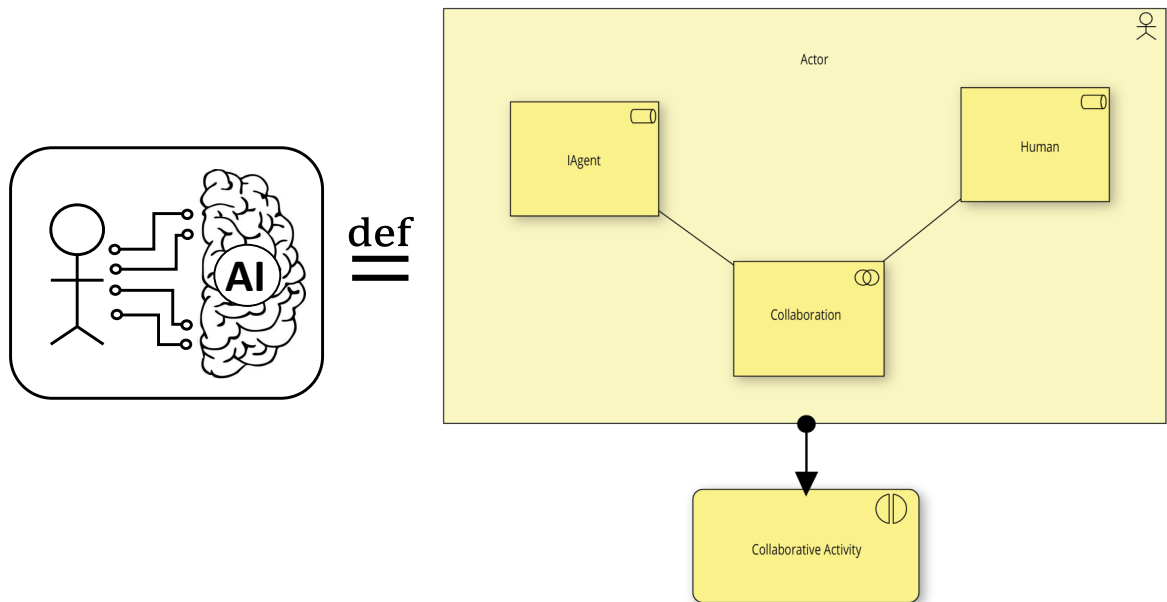 AI
def
Actor
IAgent
Human
Collaboration
Collaborative Activity